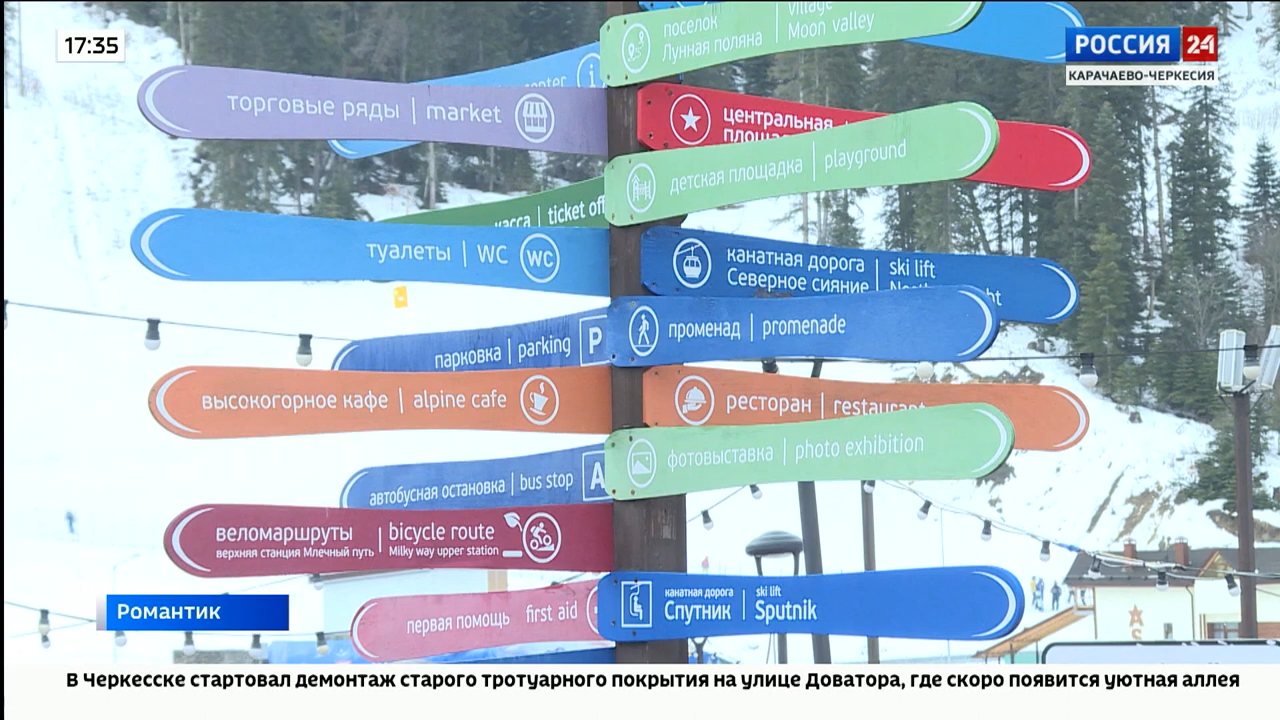 17:35
РОССИЯ 24
КАРАЧАЕВО-ЧЕРКЕСИЯ
поселок
Лунная поляна
village
Moon valley
торговые ряды | market
центральная
детская площадка | playground
касса | ticket
туалеты | WC WC
канатная дорога
Северное сияние
ski lift
парковка | parking P
променад | promenade
высокогорное кафе | alpine cafe
ресторан | restaurant
фотовыставка | photo exhibition
автобусная остановка | bus stop A
веломаршруты
верхняя станция Млечный путь
bicycle route
Milky way upper station
канатная дорога
Спутник
ski lift
Sputnik
первая помощь first aid
Романтик
В Черкесске стартовал демонтаж старого тротуарного покрытия на улице Доватора, где скоро появится уютная аллея